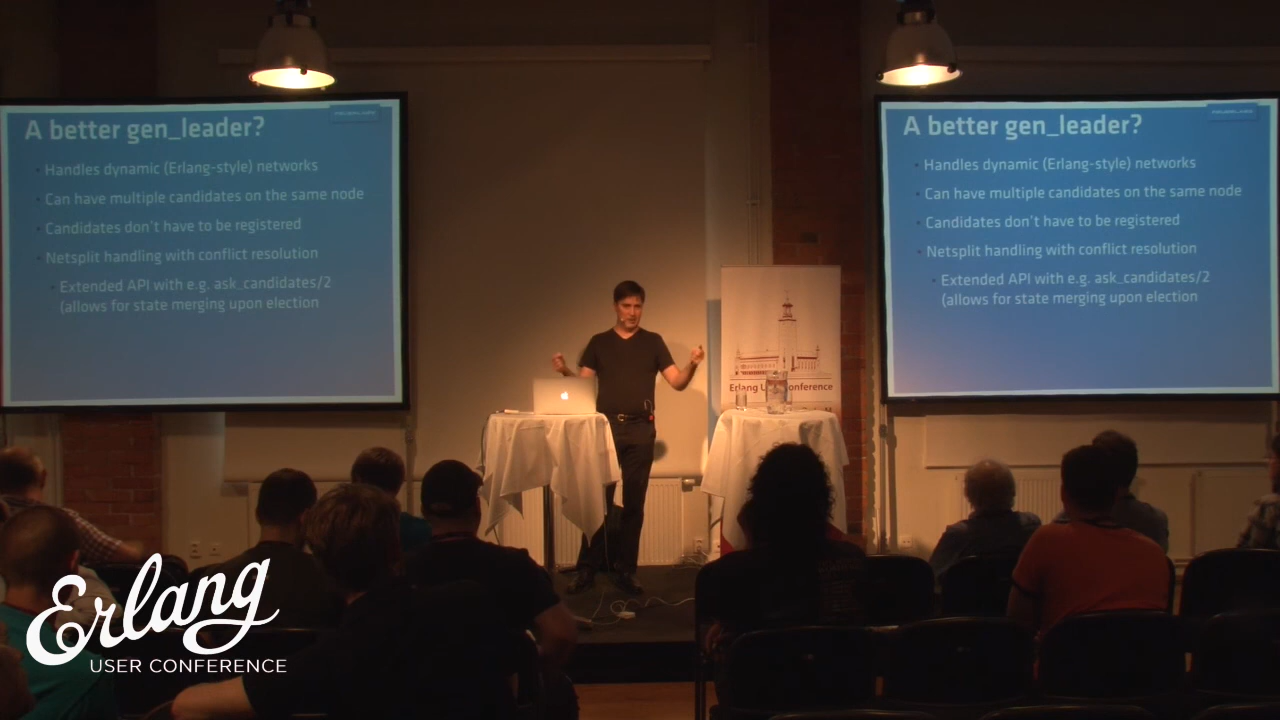 A better gen_leader?
Handles dynamic (Erlang-style) networks
Can have multiple candidates on the same node
Candidates don't have to be registered
Netsplit handling with conflict resolution
Extended API with e.g. ask_candidates/2
(allows for state merging upon election
A better gen_leader?
Handles dynamic (Erlang-style) networks
Can have multiple candidates on the same node
Candidates don't have to be registered
Netsplit handling with conflict resolution
Extended API with e.g. ask_candidates/2
(allows for state merging upon election
Erlang U onference
Erlang
USER CONFERENCE